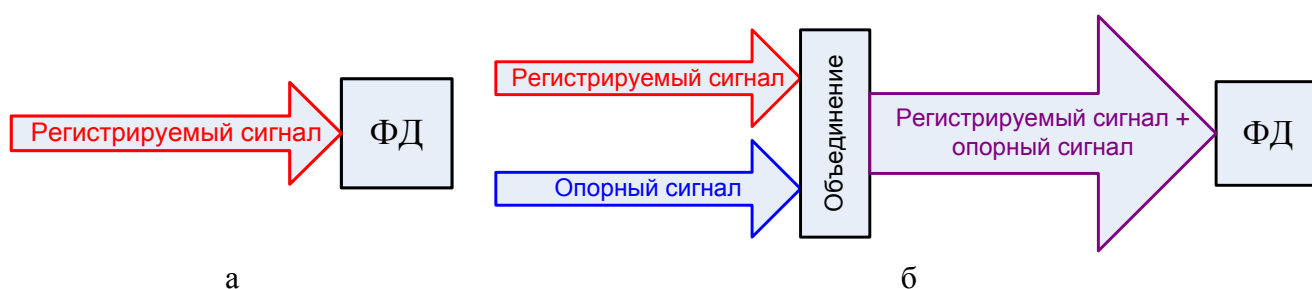 Регистрируемый сигнал
ФД
а
Регистрируемый сигнал
Опорный сигнал
Объединение
Регистрируемый сигнал +
опорный сигнал
ФД
б